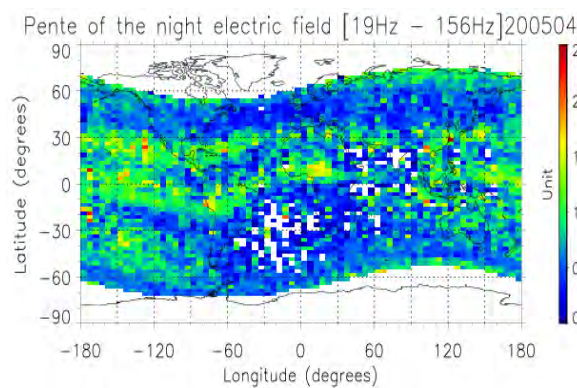 Pente of the night electric field [19Hz − 156Hz]200504
90
60
30
0
−30
−60
−90
Latitude (degrees)
−180 −120 −60 0 60 120 180
Longitude (degrees)
Unit